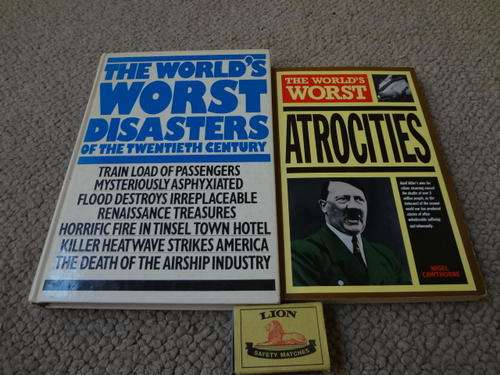 THE WORLD'S
WORST
DISASTERS
OF THE TWENTIETH CENTURY
TRAIN LOAD OF PASSENGERS
MYSTERIOUSLY ASPHYXIATED
FLOOD DESTROYS IRREPLACEABLE
RENAISSANCE TREASURES
HORRIFIC FIRE IN TINSEL TOWN HOTEL
KILLER HEATWAVE STRIKES AMERICA
THE DEATH OF THE AIRSHIP INDUSTRY
THE WORLD'S
WORST
ATROCITIES
NIGEL
CAWTHORNE
LION
SAFETY MATCHES